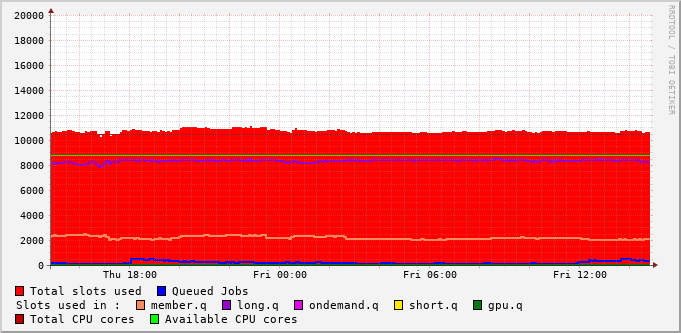 20000
18000
16000
14000
12000
10000
8000
6000
4000
2000
0
Thu 18:00 Fri 00:00 Fri 06:00 Fri 12:00
RRDTOOL / TOBI OETIKER
Total slots used Queued Jobs
Slots used in : member.q long.q ondemand.q short.q gpu.q
Total CPU cores Available CPU cores